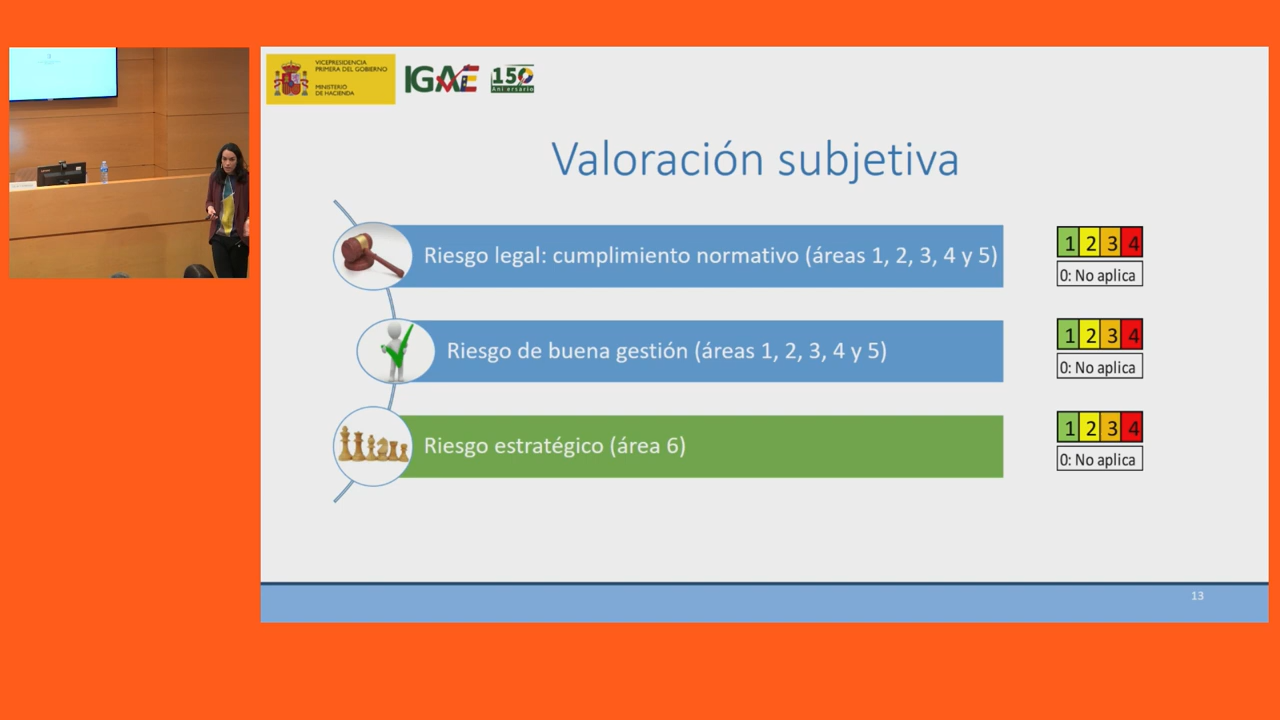 VICEPRESIDENCIA
PRIMERA DEL GOBIERNO
MINISTERIO
DE HACIENDA
IGAE
150
Aniversario
Valoración subjetiva
Riesgo legal: cumplimiento normativo (áreas 1, 2, 3, 4 y 5)
1 2 3 4
0: No aplica
Riesgo de buena gestión (áreas 1, 2, 3, 4 y 5)
1 2 3 4
0: No aplica
Riesgo estratégico (área 6)
1 2 3 4
0: No aplica
13